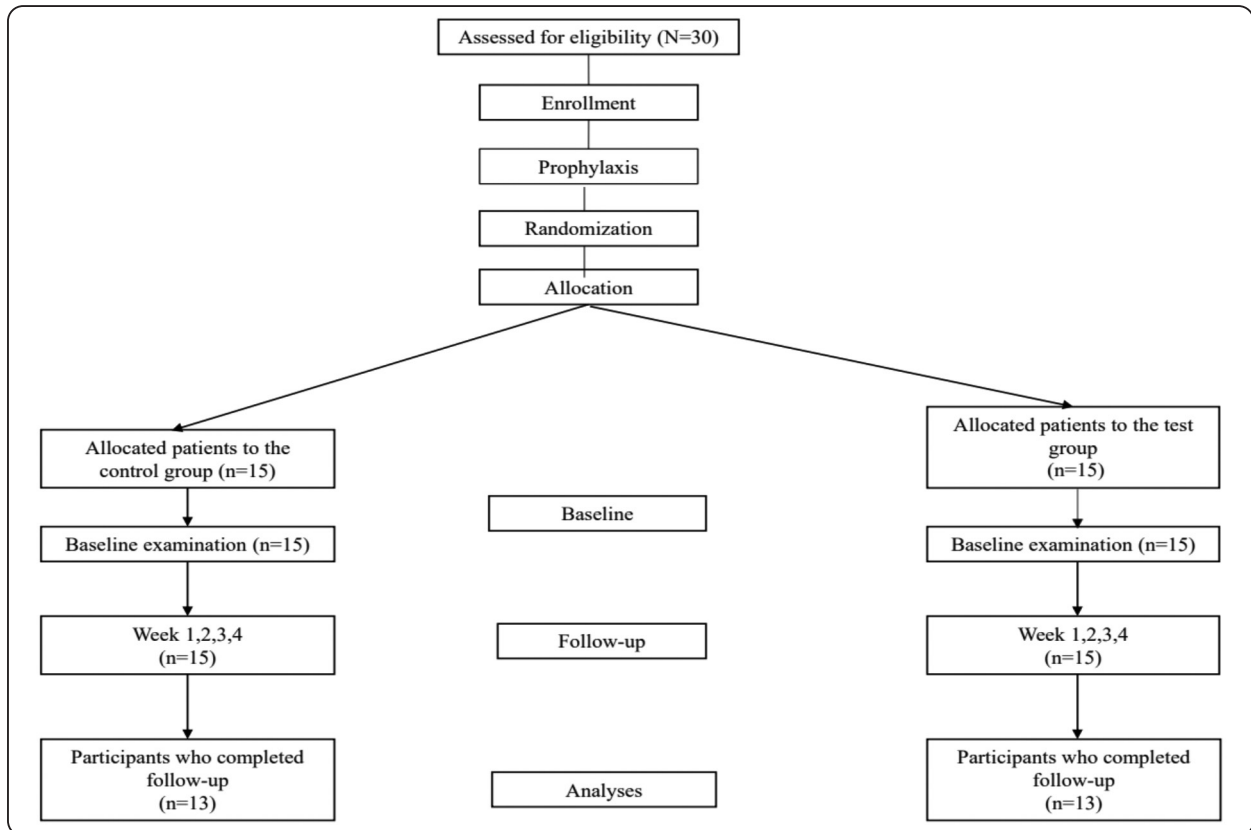 Assessed for eligibility (N=30)
Enrollment
Prophylaxis
Randomization
Allocation
Allocated patients to the
control group (n=15)
Allocated patients to the test
group
(n=15)
Baseline
Baseline examination (n=15)
Baseline examination (n=15)
Week 1,2,3,4
(n=15)
Follow-up
Week 1,2,3,4
(n=15)
Participants who completed
follow-up
(n=13)
Analyses
Participants who completed
follow-up
(n=13)